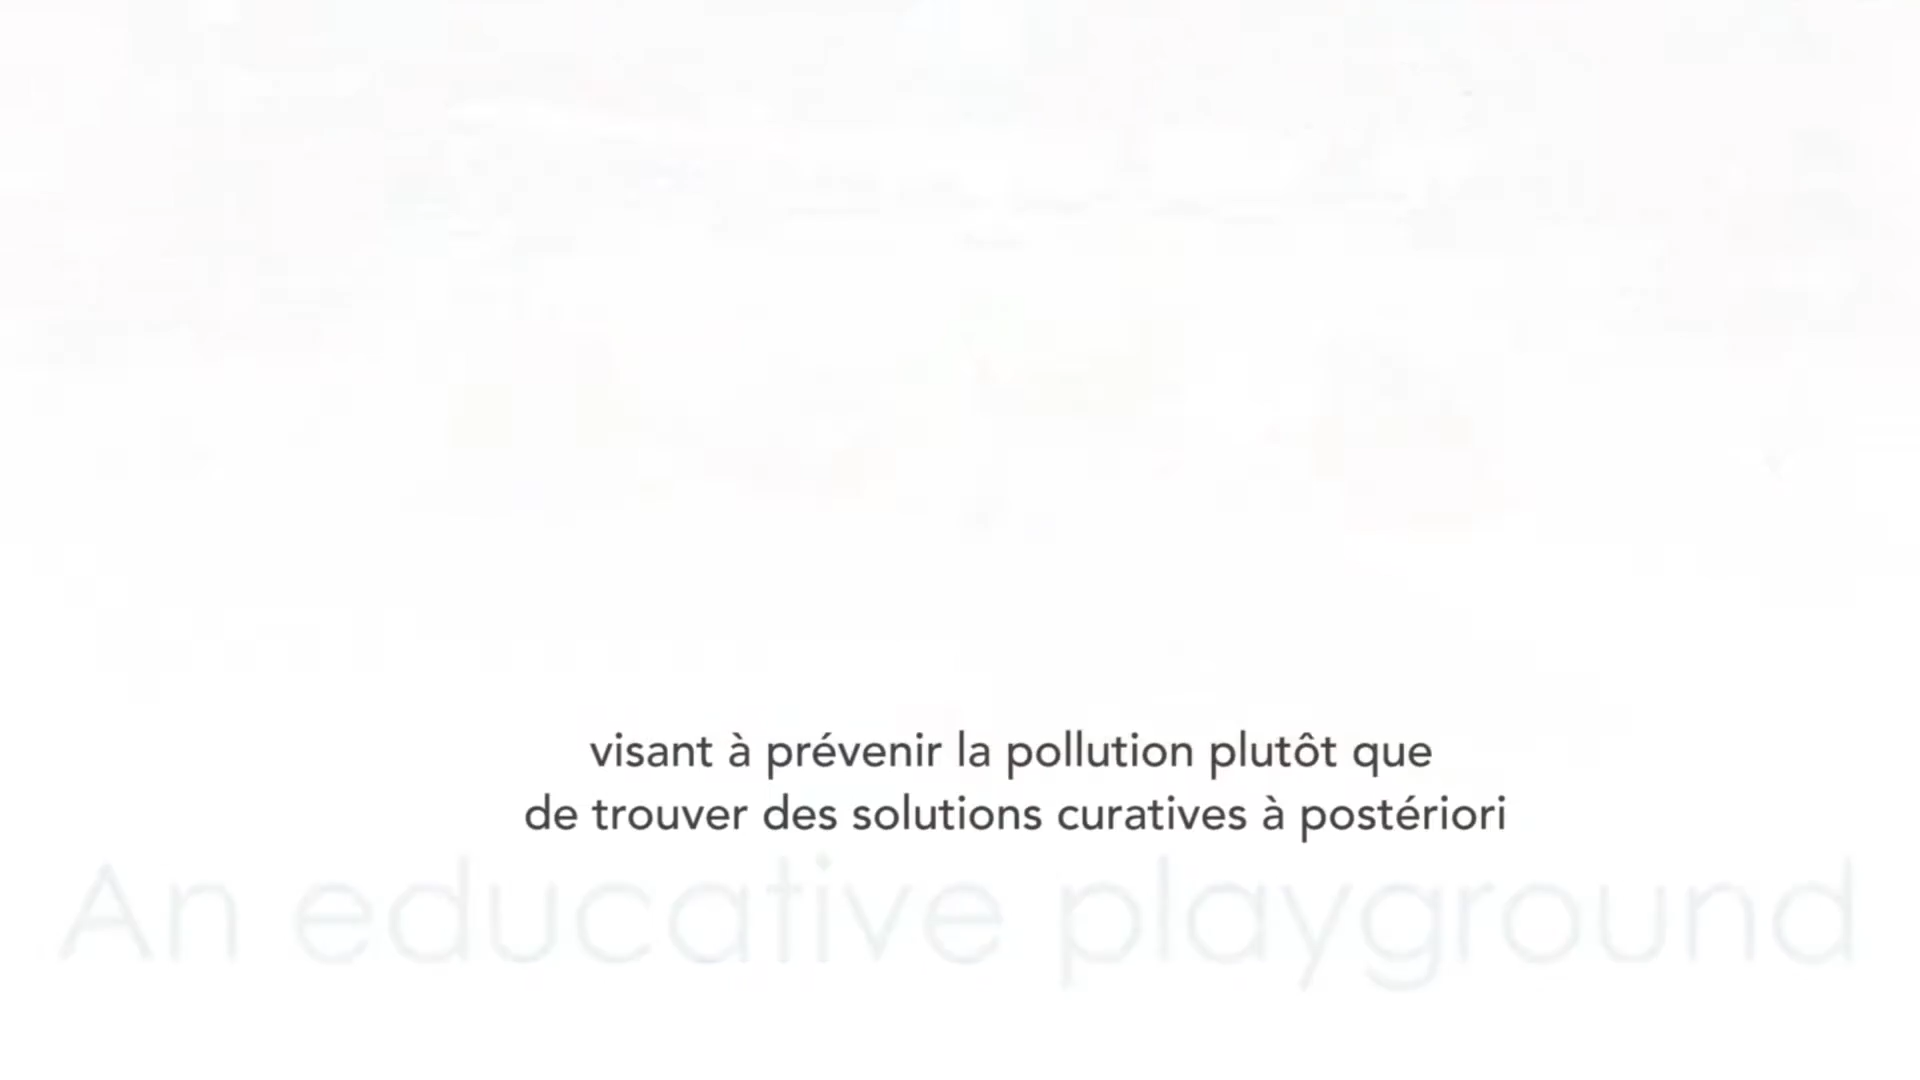 visant à prévenir la pollution plutôt que
de trouver des solutions curatives à postériori
An educative playground